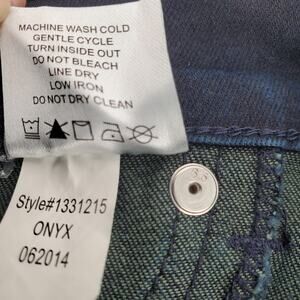 MACHINE WASH COLD
GENTLE CYCLE
TURN INSIDE OUT
DO NOT BLEACH
LINE DRY
LOW IRON
DO NOT DRY CLEAN
Style#1331215
ONYX
062014